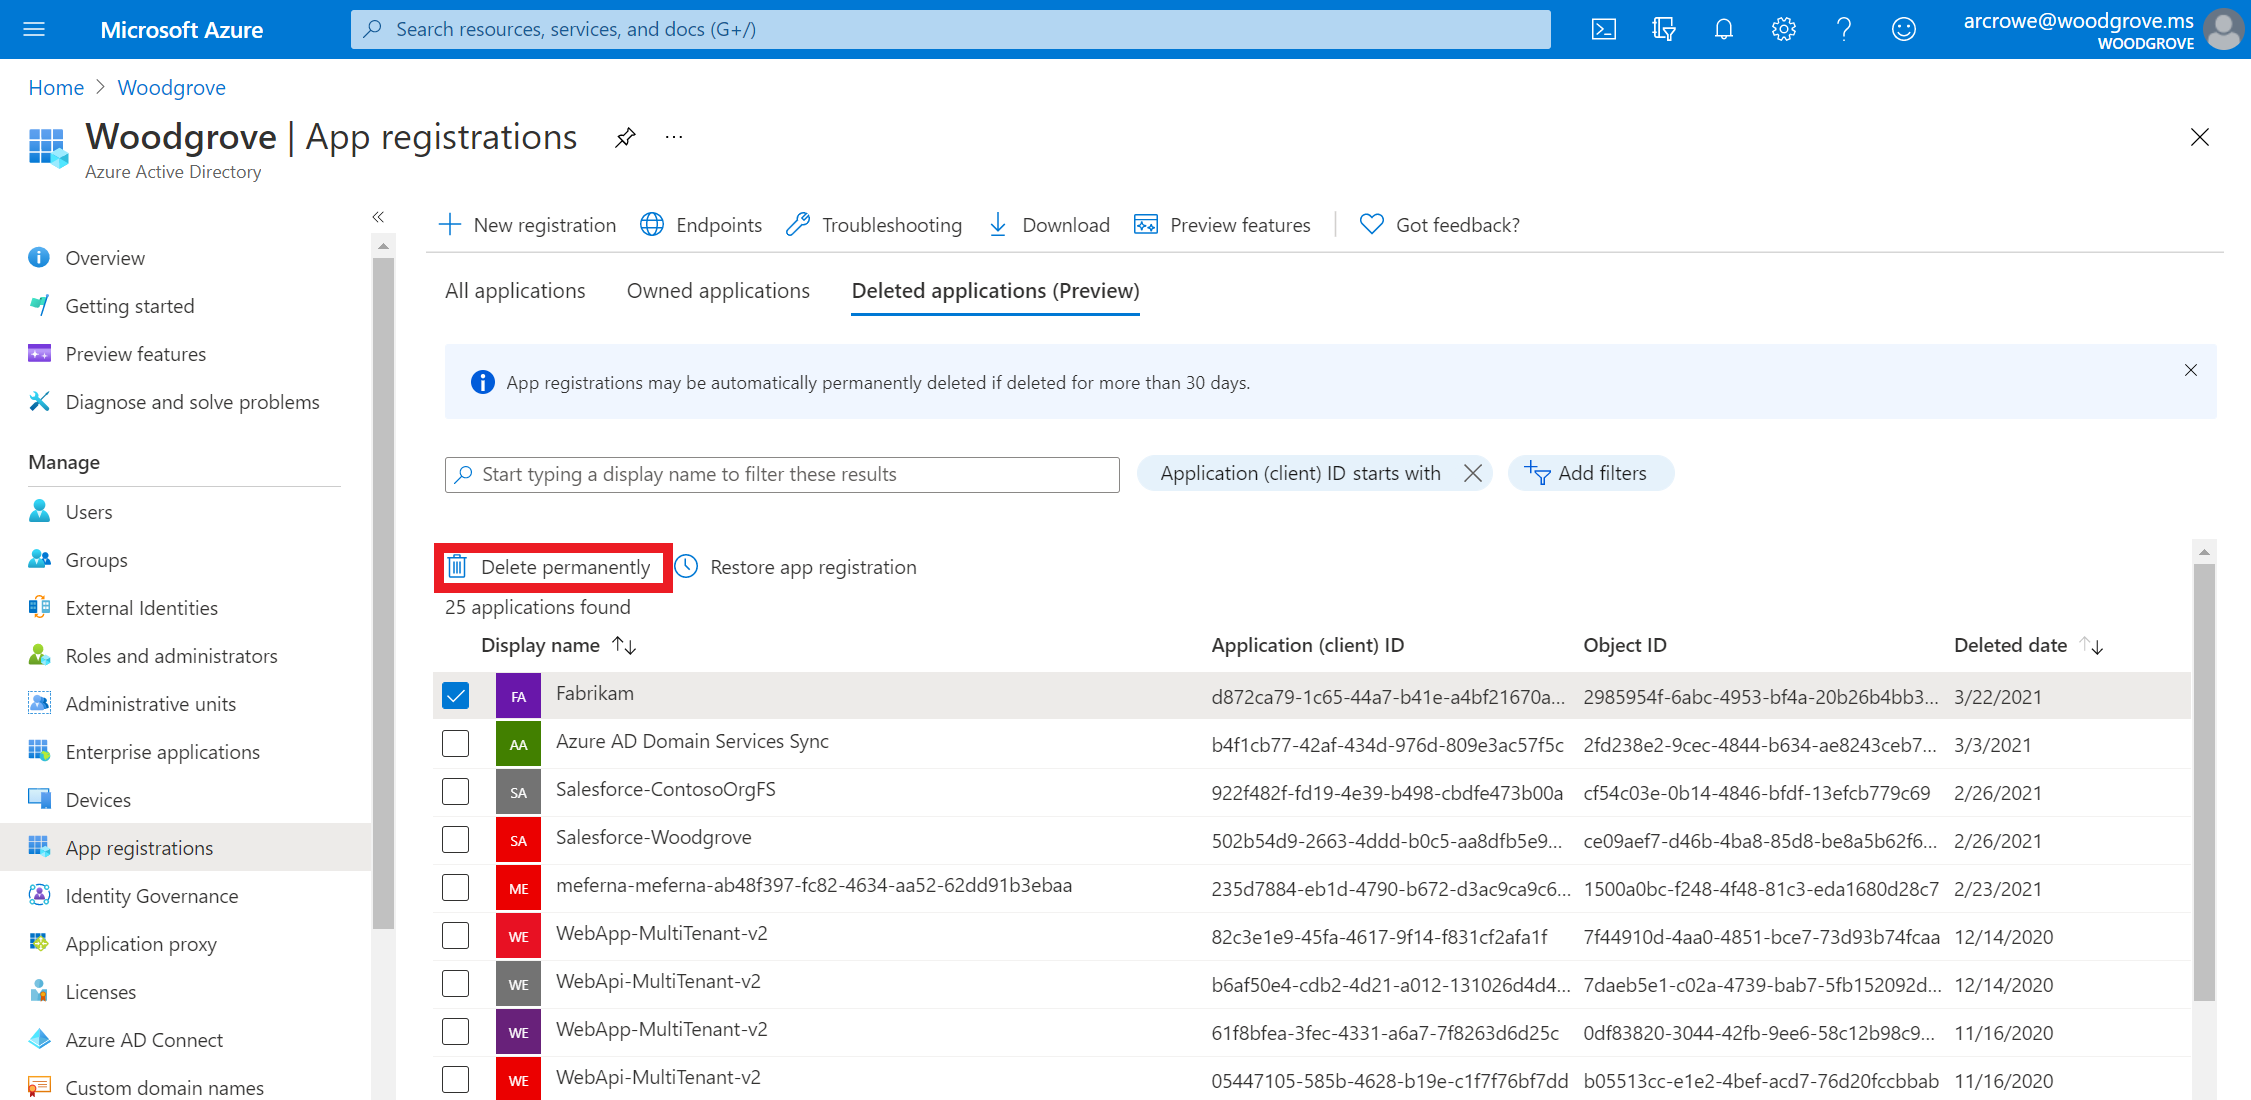 Microsoft Azure
Search resources, services, and docs (G+/)
arcrowe@woodgrove.ms
WOODGROVE
Home > Woodgrove
Woodgrove | App registrations
Azure Active Directory
New registration
Endpoints
Troubleshooting
Download
Preview features
Got feedback?
Overview
Getting started
Preview features
Diagnose and solve problems
Manage
Users
Groups
External Identities
Roles and administrators
Administrative units
Enterprise applications
Devices
App registrations
Identity Governance
Application proxy
Licenses
Azure AD Connect
Custom domain names
All applications
Owned applications
Deleted applications (Preview)
App registrations may be automatically permanently deleted if deleted for more than 30 days.
Start typing a display name to filter these results
Application (client) ID starts with
Add filters
Delete permanently
Restore app registration
25 applications found
Display name Application (client) ID Object ID Deleted date
FA Fabrikam d872ca79-1c65-44a7-b41e-a4bf21670a... 2985954f-6abc-4953-bf4a-20b26b4bb3... 3/22/2021
AA Azure AD Domain Services Sync b4f1cb77-42af-434d-976d-809e3ac57f5c 2fd238e2-9cec-4844-b634-ae8243ceb7... 3/3/2021
SA Salesforce-ContosoOrgFS 922f482f-fd19-4e39-b498-cbdfe473b00a cf54c03e-0b14-4846-bfdf-13efcb779c69 2/26/2021
SA Salesforce-Woodgrove 502b54d9-2663-4ddd-b0c5-aa8dfb5e9... ce09aef7-d46b-4ba8-85d8-be8a5b62f6... 2/26/2021
ME meferna-meferna-ab48f397-fc82-4634-aa52-62dd91b3ebaa 235d7884-eb1d-4790-b672-d3ac9ca9c6... 1500a0bc-f248-4f48-81c3-eda1680d28c7 2/23/2021
WE WebApp-MultiTenant-v2 82c3e1e9-45fa-4617-9f14-f831cf2afa1f 7f44910d-4aa0-4851-bce7-73d93b74fcaa 12/14/2020
WE WebApi-MultiTenant-v2 b6af50e4-cdb2-4d21-a012-131026d4d4... 7daeb5e1-c02a-4739-bab7-5fb152092d... 12/14/2020
WE WebApp-MultiTenant-v2 61f8bfea-3fec-4331-a6a7-7f8263d6d25c 0df83820-3044-42fb-9ee6-58c12b98c9... 11/16/2020
WE WebApi-MultiTenant-v2 05447105-585b-4628-b19e-c1f7f76bf7dd b05513cc-e1e2-4bef-acd7-76d20fccbbab 11/16/2020